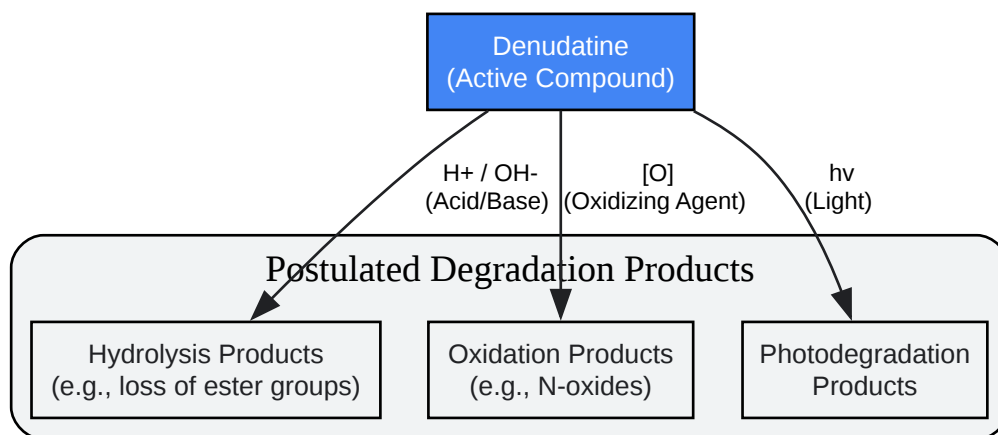 Denudatine
(Active Compound)
H+ / OH-
(Acid/Base)
[O]
(Oxidizing Agent)
hv
(Light)
Postulated Degradation Products
Hydrolysis Products
(e.g., loss of ester groups)
Oxidation Products
(e.g., N-oxides)
Photodegradation
Products